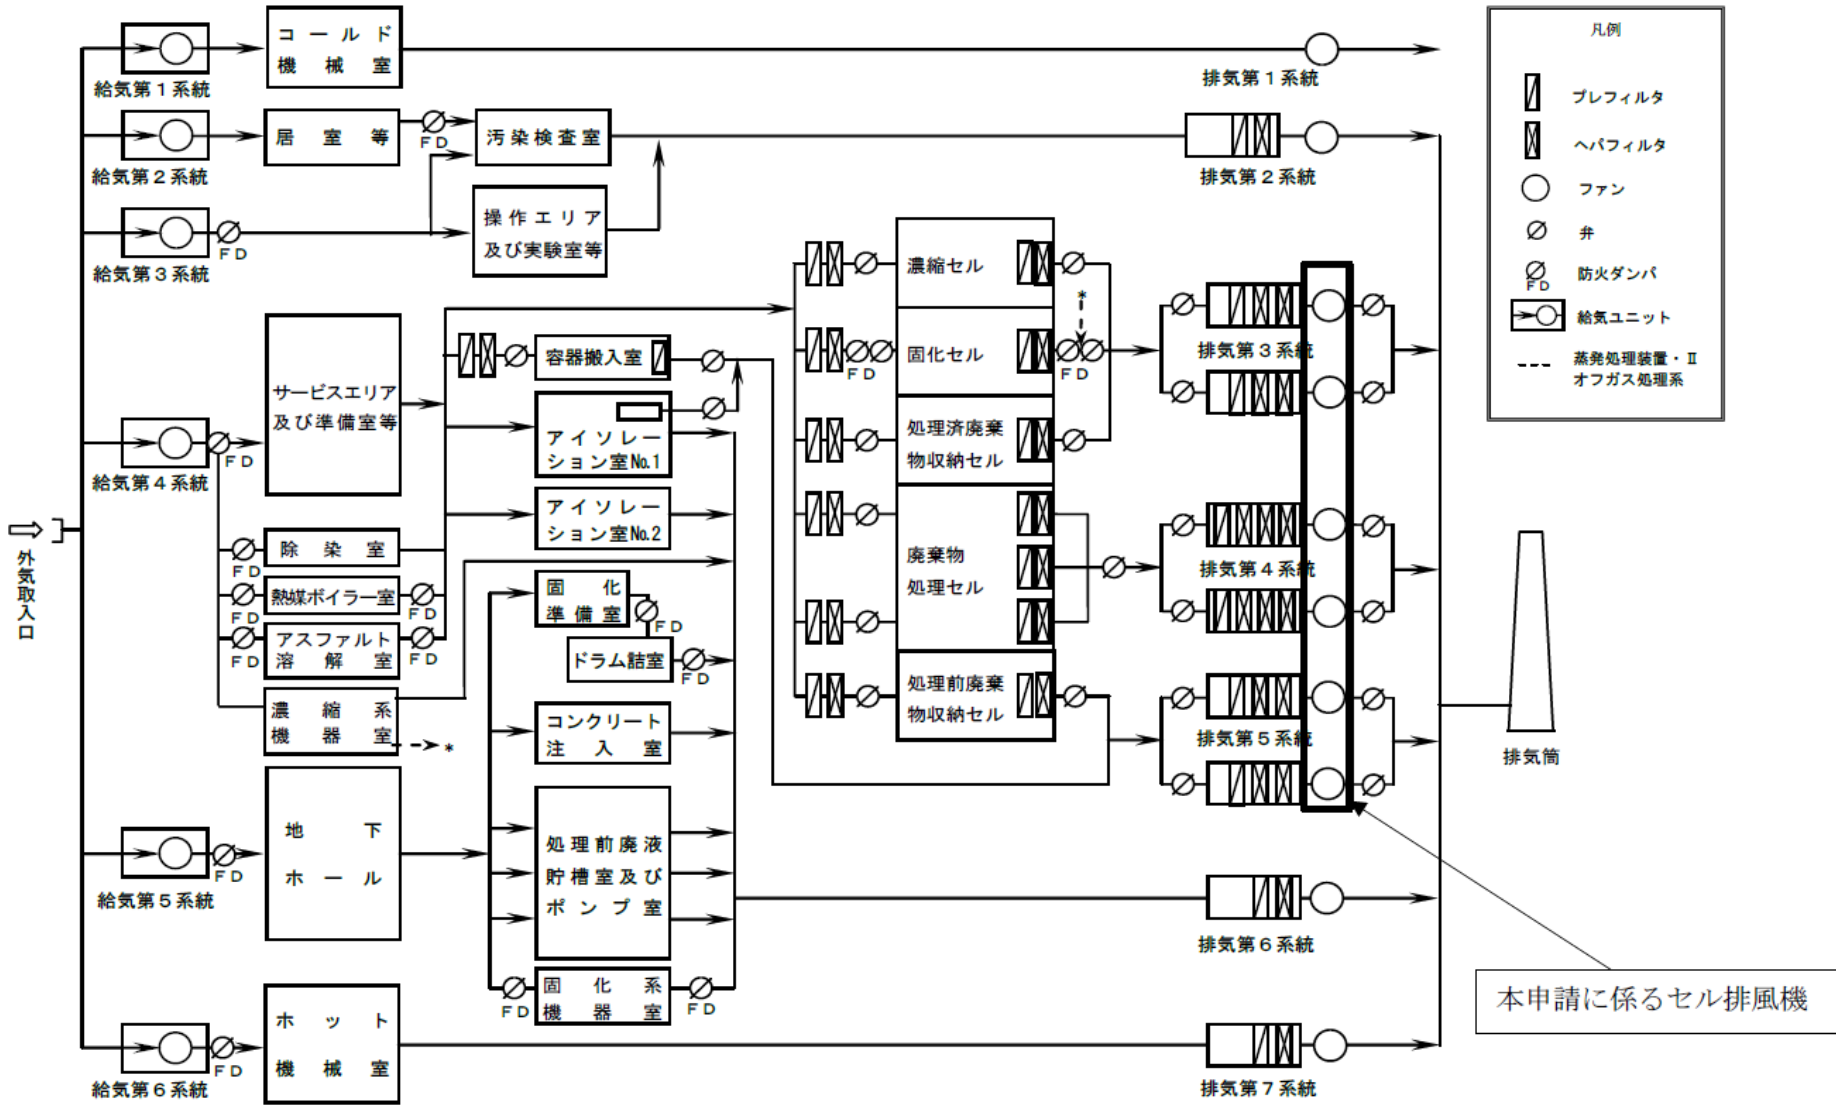 コールド
機械室
給気第1系統
排気第1系統
居室等
FD
汚染検査室
給気第2系統
排気第2系統
操作エリア
及び実験室等
FD
給気第3系統
凡例
プレフィルタ
ヘパフィルタ
ファン
弁
防火ダンパ
FD
給気ユニット
蒸発処理装置・Ⅱ
オフガス処理系
サービスエリア
及び準備室等
FD
給気第4系統
除染室
FD
熱媒ボイラー室
FD
FD
アスファルト
溶解室
FD
FD
濃縮系
機器室
*
容器搬入室
アイソレー
ション室No.1
アイソレー
ション室No.2
固化
準備室
FD
ドラム詰室
FD
コンクリート
注入室
処理前廃液
貯槽室及び
ポンプ室
固化系
機器室
FD
FD
濃縮セル
*
固化セル
FD
FD
処理済廃棄
物収納セル
廃棄物
処理セル
処理前廃棄
物収納セル
排気第3系統
排気第4系統
排気第5系統
排気筒
外気取入口
地下
ホール
FD
給気第5系統
排気第6系統
本申請に係るセル排風機
ホット
機械室
FD
給気第6系統
排気第7系統